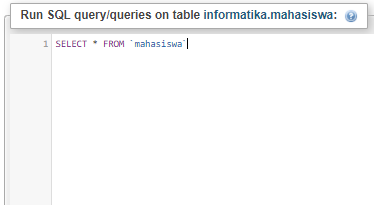 Run SQL query/queries on table informatika.mahasiswa:
1 SELECT * FROM `mahasiswa`